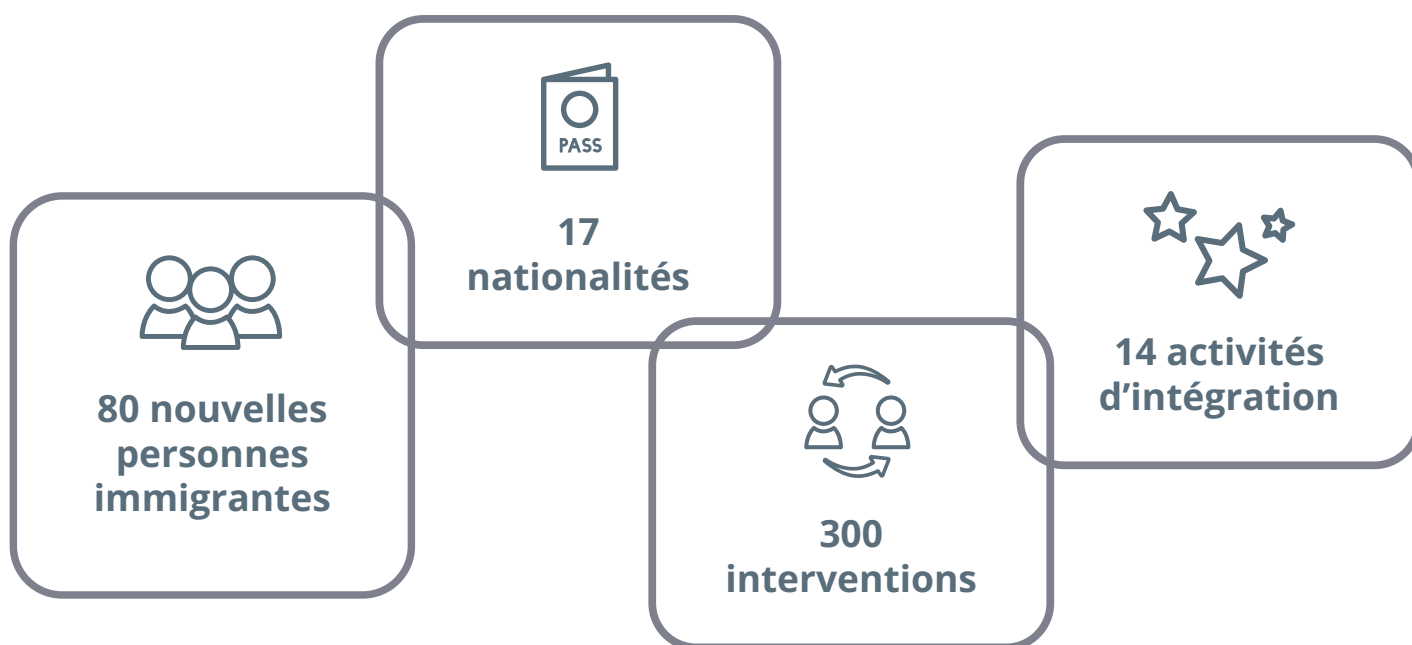 80 nouvelles
personnes
immigrantes
PASS
17
nationalités
300
interventions
14 activités
d’intégration